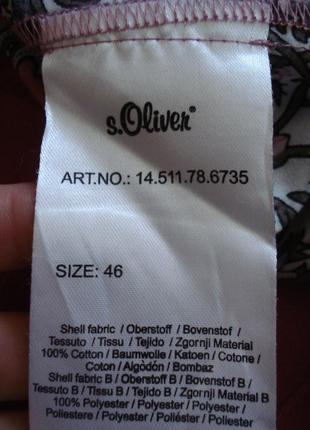 s.Oliver®
ART.NO.: 14.511.78.6735
SIZE: 46
Shell fabric / Oberstoff / Bovenstof /
Tessuto / Tissu / Tejido / Zgornji Material
100% Cotton / Baumwolle / Katoen / Cotone /
Coton / Algodón / Bombaz
Shell fabric B / Oberstoff B / Bovenstof B /
Tessuto B / Tissu B / Tejido B / Zgornji Material B
100% Polyester / Polyester / Polyester /
Poliestere / Polyester / Poliéster / Poliester